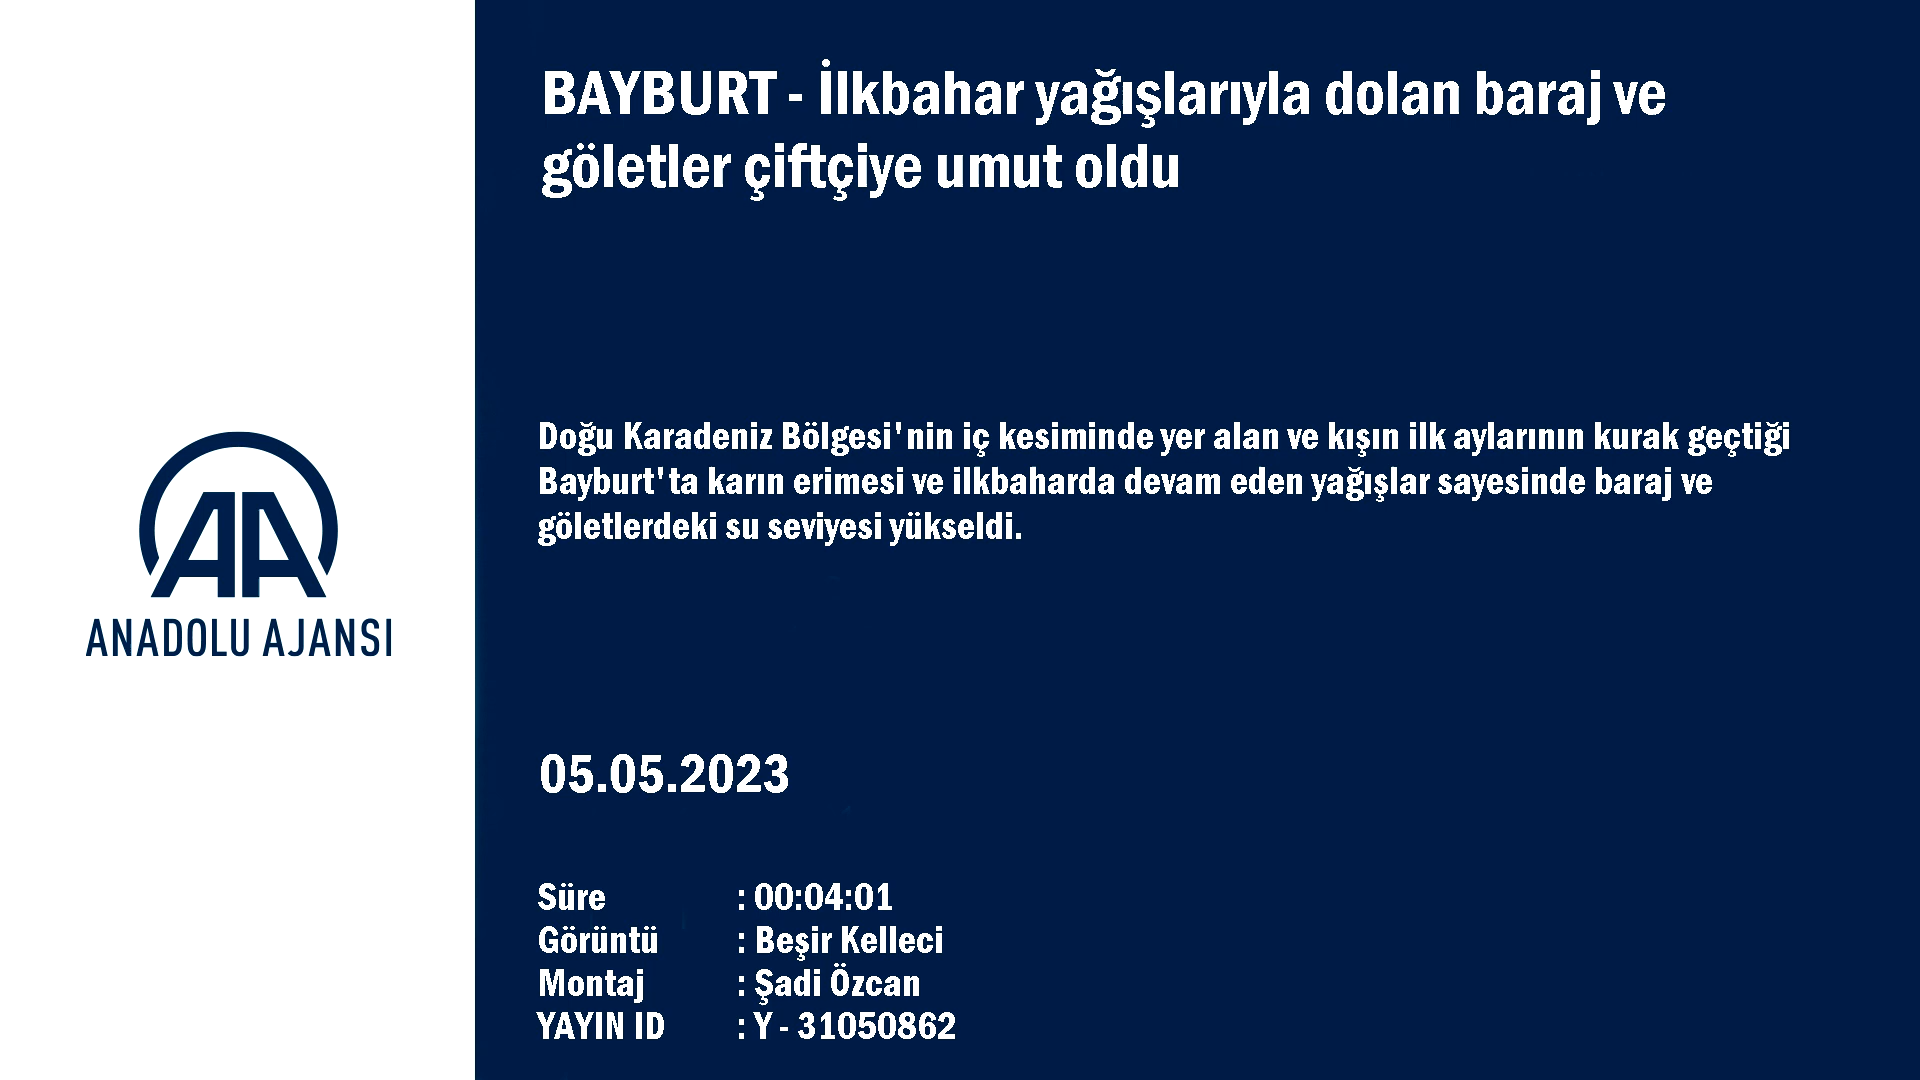 BAYBURT - İlkbahar yağışlarıyla dolan baraj ve
göletler çiftçiye umut oldu
Doğu Karadeniz Bölgesi'nin iç kesiminde yer alan ve kışın ilk aylarının kurak geçtiği
Bayburt'ta karın erimesi ve ilkbaharda devam eden yağışlar sayesinde baraj ve
göletlerdeki su seviyesi yükseldi.
AA
ANADOLU AJANSI
05.05.2023
Süre : 00:04:01
Görüntü : Beşir Kelleci
Montaj : Şadi Özcan
YAYIN ID : Y - 31050862